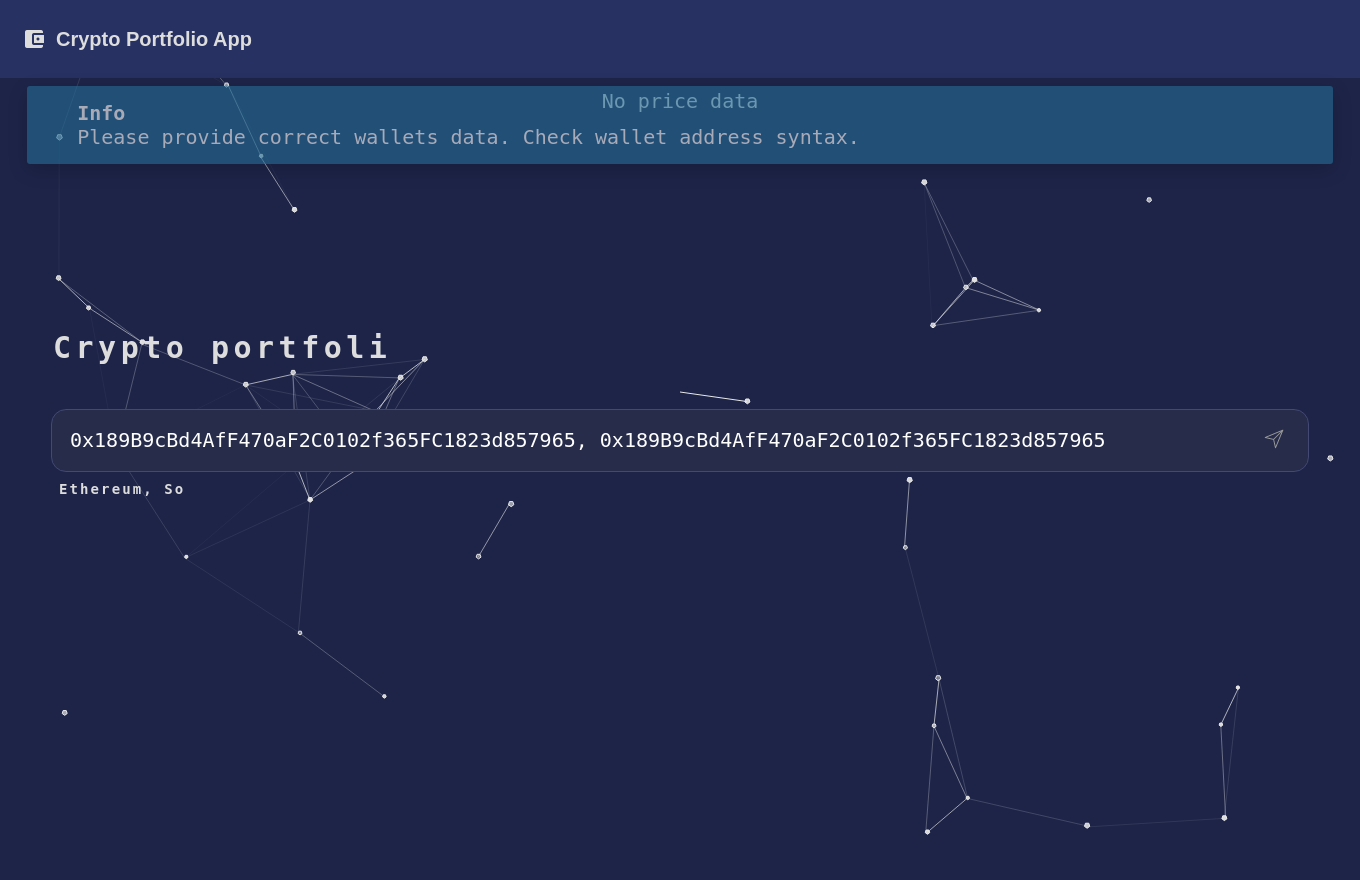 Crypto Portfolio App
No price data
Info
Please provide correct wallets data. Check wallet address syntax.
Crypto portfoli
0x189B9cBd4AfF470aF2C0102f365FC1823d857965, 0x189B9cBd4AfF470aF2C0102f365FC1823d857965
Ethereum, So